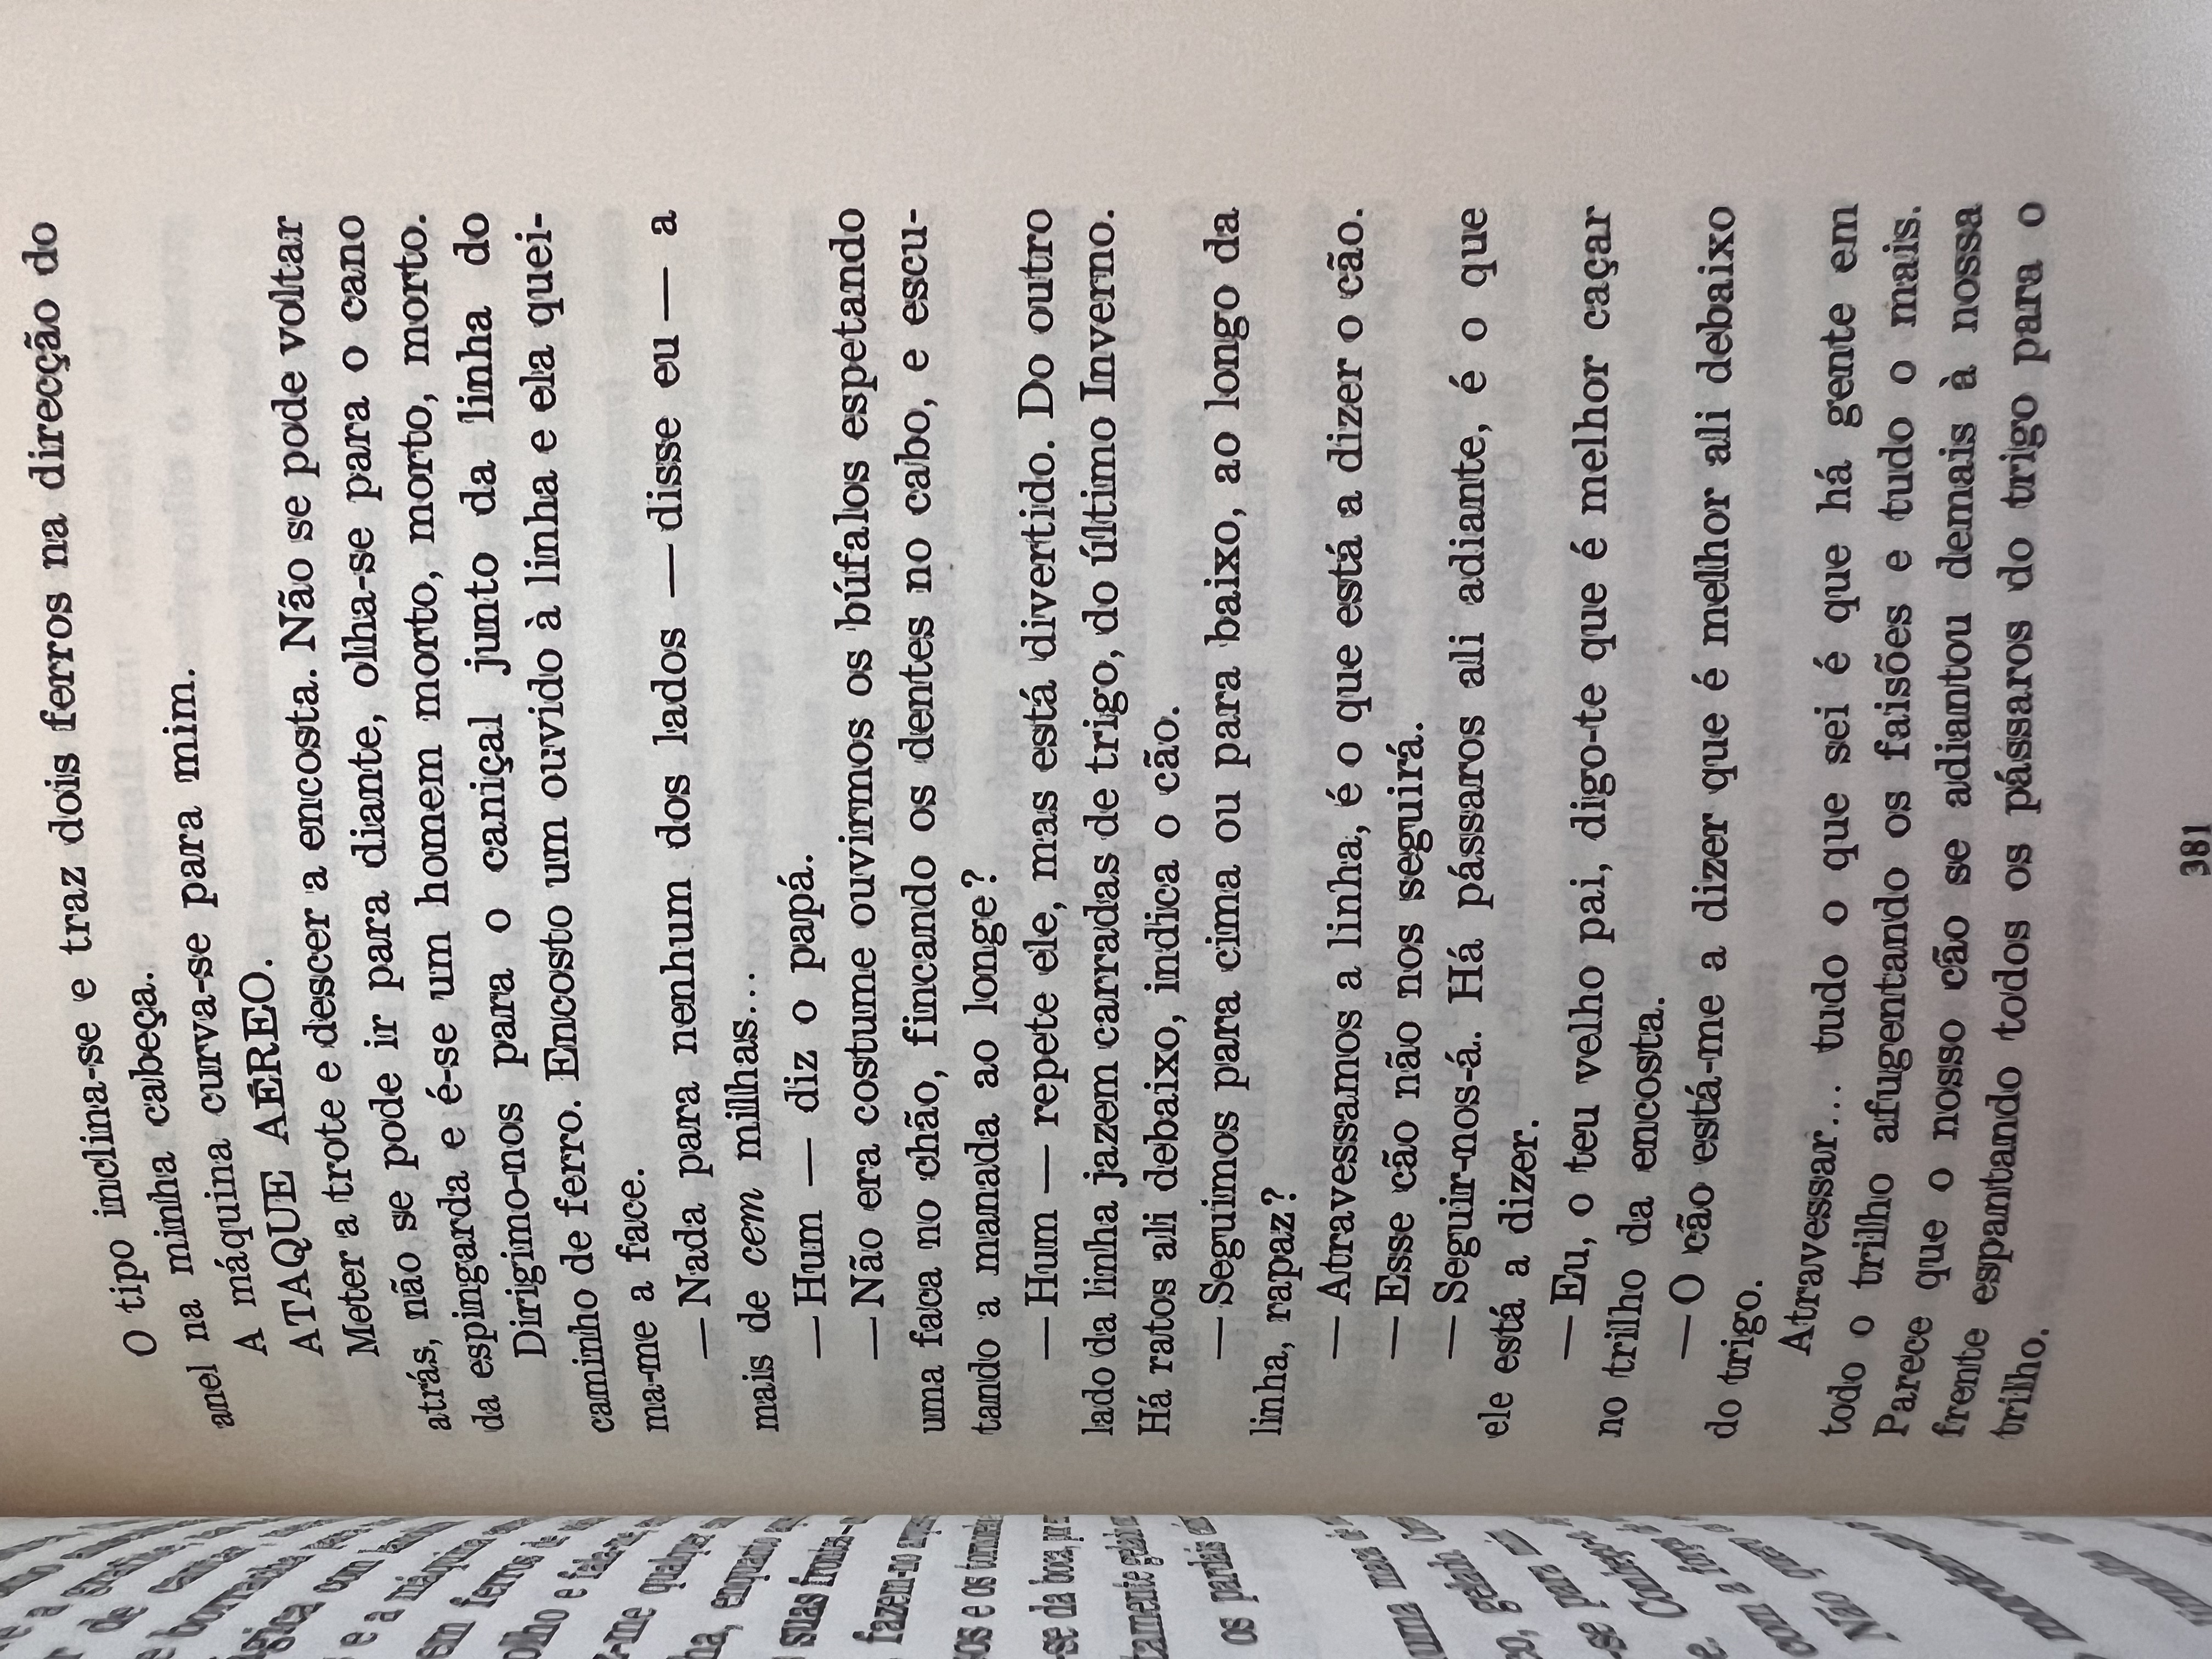 O tipo inclina-se e traz dois ferros na direcção do
anel na minha cabeça.
A máquina curva-se para mim.
ATAQUE AÉREO.
Meter a trote e descer a encosta. Não se pode voltar
atrás, não se pode ir para diante, olha-se para o cano
da espingarda e é-se um homem morto, morto, morto.
Dirigimo-nos para o caniçal junto da linha do
caminho de ferro. Encosto um ouvido à linha e ela quei-
ma-me a face.
— Nada para nenhum dos lados — disse eu — a
mais de cem milhas...
— Hum — diz o papá.
— Não era costume ouvirmos os búfalos espetando
uma faca no chão, fincando os dentes no cabo, e escu-
tando a manada ao longe?
— Hum — repete ele, mas está divertido. Do outro
lado da linha jazem carradas de trigo, do último Inverno.
Há ratos ali debaixo, indica o cão.
— Seguimos para cima ou para baixo, ao longo da
linha, rapaz?
— Atravessamos a linha, é o que está a dizer o cão.
— Esse cão não nos seguirá.
— Seguir-nos-á. Há pássaros ali adiante, é o que
ele está a dizer.
— Eu, o teu velho pai, digo-te que é melhor caçar
no trilho da encosta.
— O cão está-me a dizer que é melhor ali debaixo
do trigo.
Atravessar... tudo o que sei é que há gente em
todo o trilho afugentando os faisões e tudo o mais.
Parece que o nosso cão se adiantou demais à nossa
frente espantando todos os pássaros do trigo para o
trilho.
381